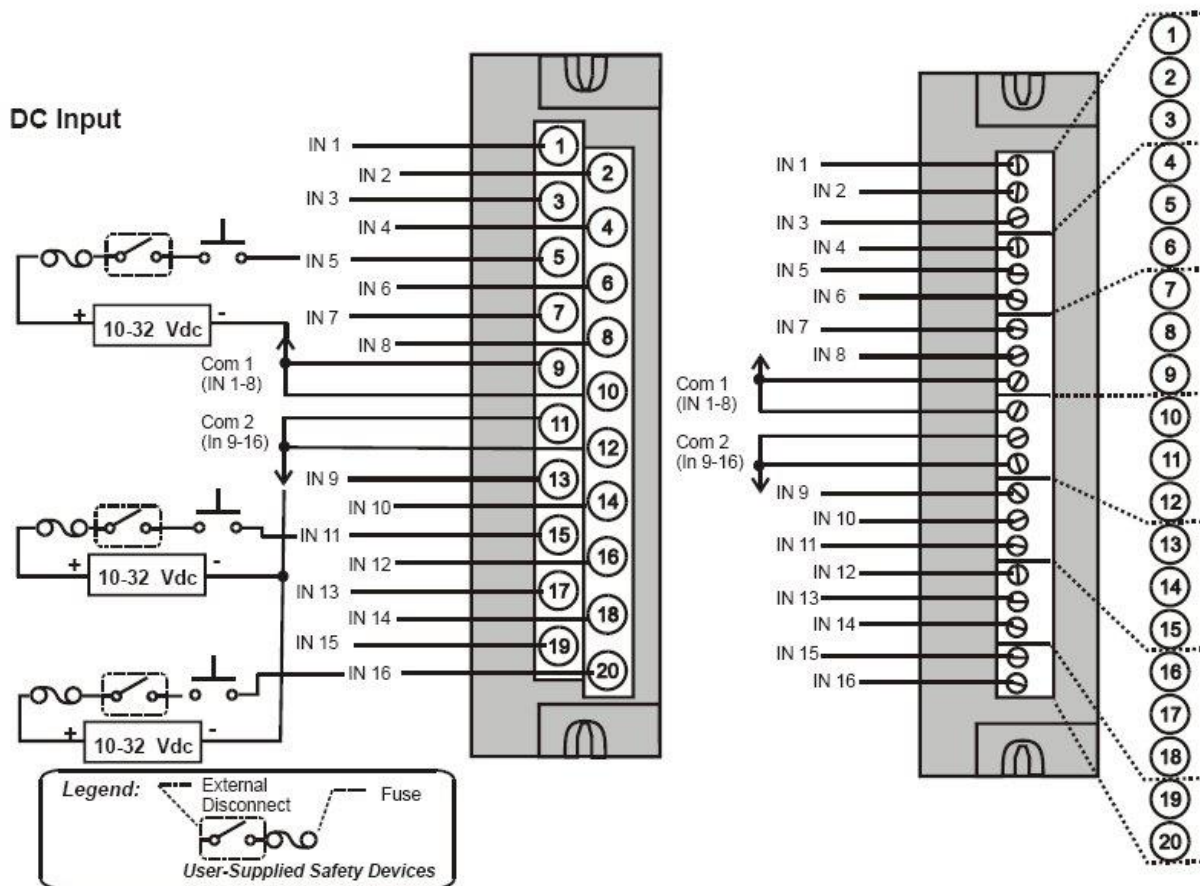 DC Input
IN 1
IN 2
IN 3
IN 4
IN 5
IN 6
IN 7
IN 8
+ 10-32 Vdc -
Com 1
(IN 1-8)
Com 2
(In 9-16)
IN 9
IN 10
IN 11
IN 12
IN 13
IN 14
IN 15
IN 16
+ 10-32 Vdc -
+ 10-32 Vdc -
1
2
3
4
5
6
7
8
9
10
11
12
13
14
15
16
17
18
19
20
Legend:
External
Disconnect
Fuse
User-Supplied Safety Devices
IN 1
IN 2
IN 3
IN 4
IN 5
IN 6
IN 7
IN 8
Com 1
(IN 1-8)
Com 2
(In 9-16)
IN 9
IN 10
IN 11
IN 12
IN 13
IN 14
IN 15
IN 16
1
2
3
4
5
6
7
8
9
10
11
12
13
14
15
16
17
18
19
20